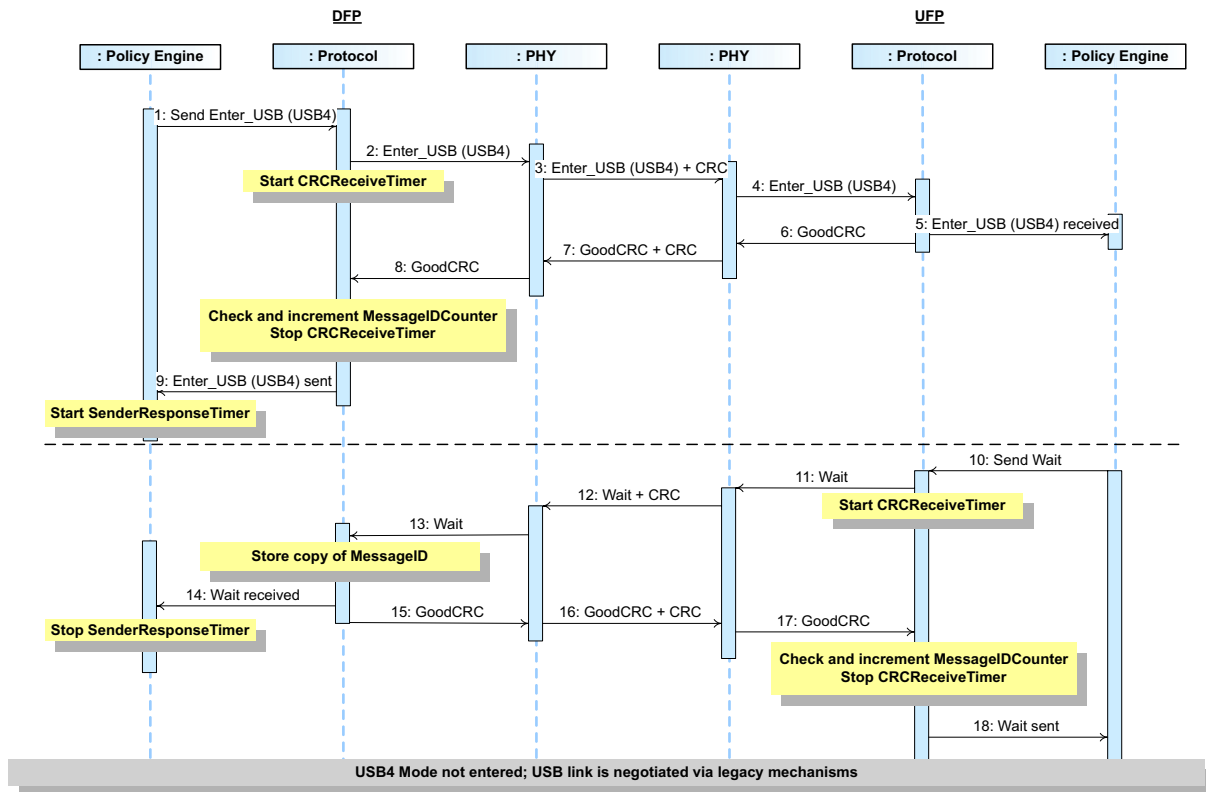 DFP
UFP
: Policy Engine
: Protocol
: PHY
: PHY
: Protocol
: Policy Engine
1: Send Enter_USB (USB4)
2: Enter_USB (USB4)
3: Enter_USB (USB4) + CRC
Start CRCReceiveTimer
4: Enter_USB (USB4)
5: Enter_USB (USB4) received
6: GoodCRC
7: GoodCRC + CRC
8: GoodCRC
Check and increment MessageIDCounter
Stop CRCReceiveTimer
9: Enter_USB (USB4) sent
Start SenderResponseTimer
10: Send Wait
11: Wait
12: Wait + CRC
Start CRCReceiveTimer
13: Wait
Store copy of MessageID
14: Wait received
15: GoodCRC
16: GoodCRC + CRC
17: GoodCRC
Stop SenderResponseTimer
Check and increment MessageIDCounter
Stop CRCReceiveTimer
18: Wait sent
USB4 Mode not entered; USB link is negotiated via legacy mechanisms